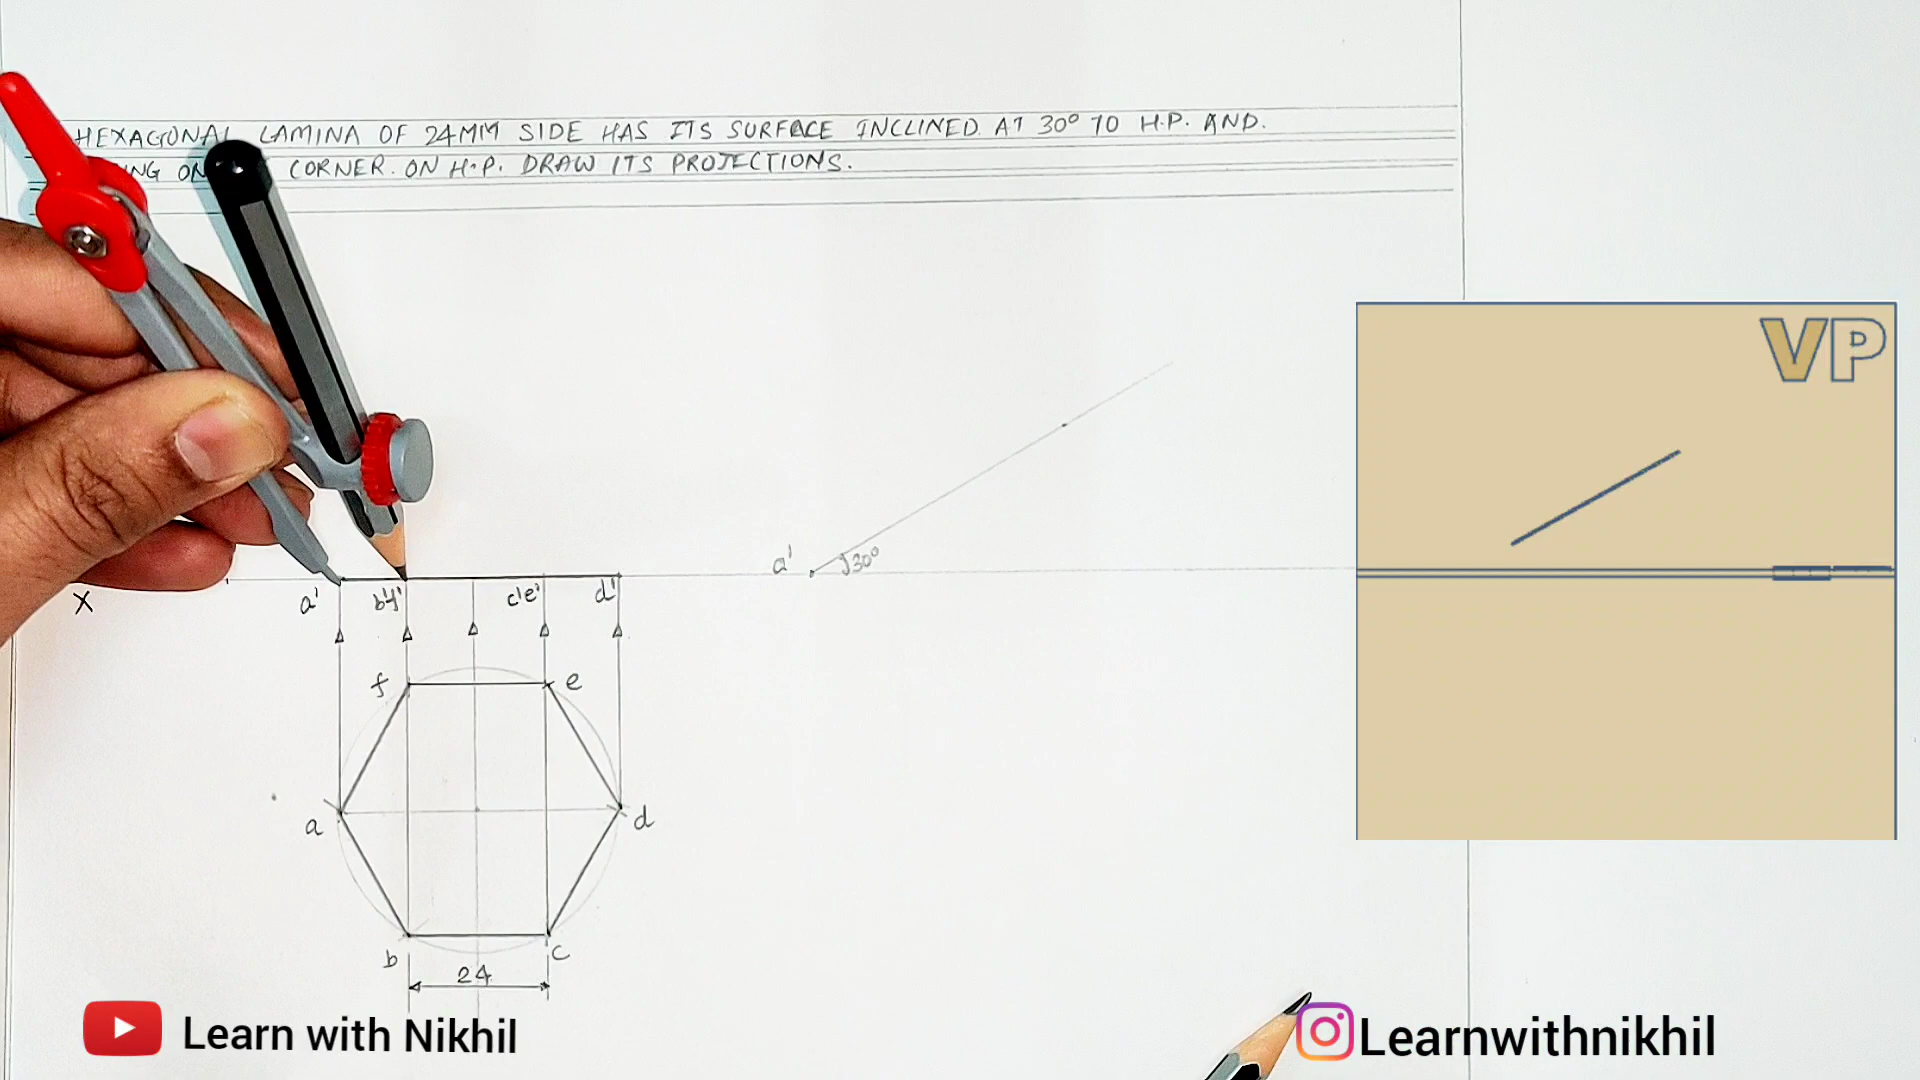 HEXAGONAL LAMINA OF 24MM SIDE HAS ITS SURFACE INCLINED AT 30° TO H.P. AND.
CORNER. ON H.P. DRAW ITS PROJECTIONS.
VP
a' 30°
X a' b'f' c'e' d'
f e
a d
b c
24
Learn with Nikhil
Learnwithnikhil